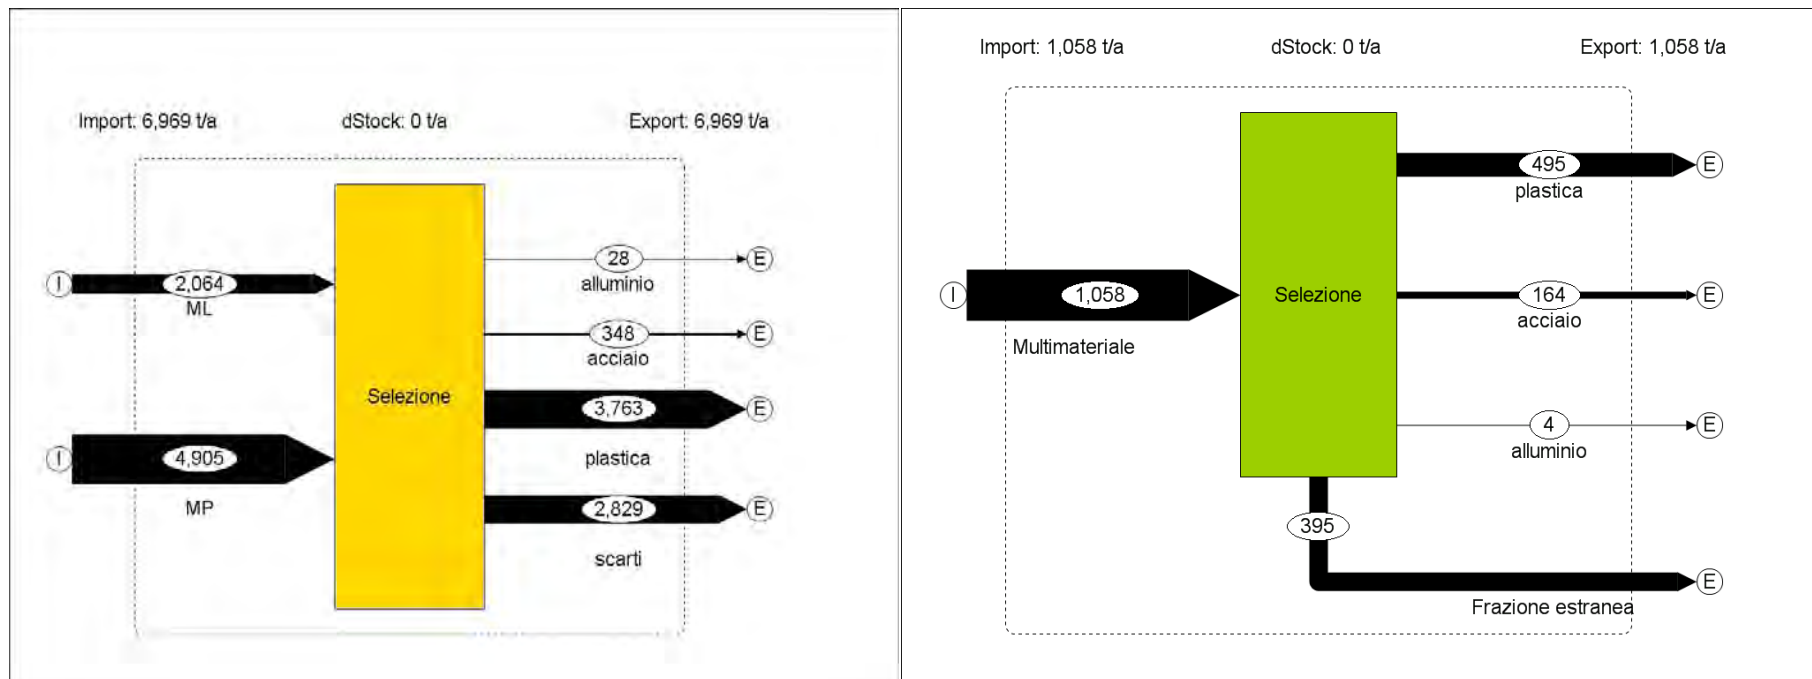 Import: 6,969 t/a
dStock: 0 t/a
Export: 6,969 t/a
I
2,064
ML
I
4,905
MP
Selezione
28
alluminio
E
348
acciaio
E
3,763
plastica
E
2,829
scarti
E
Import: 1,058 t/a
dStock: 0 t/a
Export: 1,058 t/a
I
1,058
Multimateriale
Selezione
495
plastica
E
164
acciaio
E
4
alluminio
E
395
Frazione estranea
E